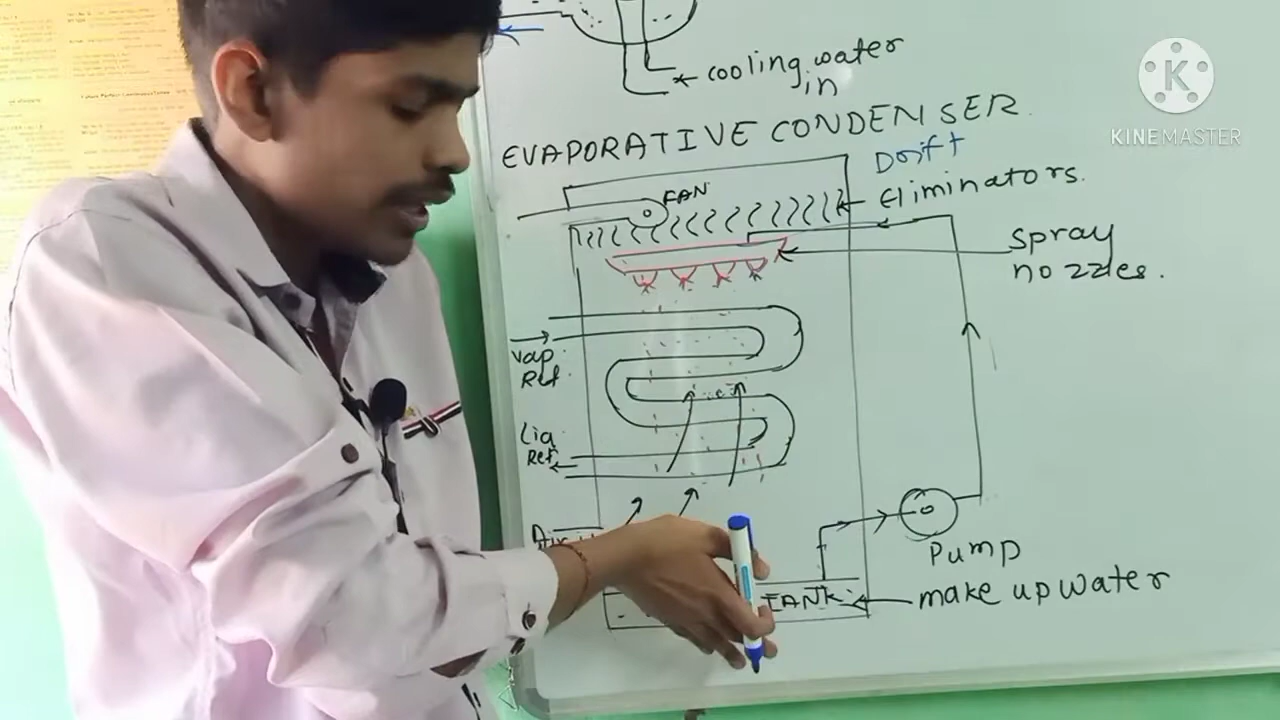 cooling water
in
K
KINEMASTER
EVAPORATIVE CONDENSER.
Drift
Eliminators.
FAN
spray
nozzles.
Vap
Ref
Liq
Ref
Air
Pump
TANK
make up water